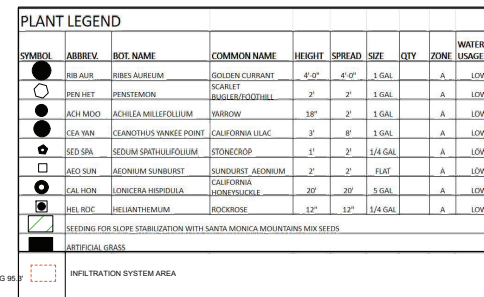 PLANT LEGEND
SYMBOL ABBREV. BOT. NAME COMMON NAME HEIGHT SPREAD SIZE QTY ZONE WATER USAGE
RIB AUR RIBES AUREUM GOLDEN CURRANT 4'-0" 4'-0" 1 GAL A LOW
PEN HET PENSTEMON SCARLET BUGLER/FOOTHILL 2' 2' 1 GAL A LOW
ACH MOO ACHILEA MILLEFOLLIUM YARROW 18" 2' 1 GAL A LOW
CEA YAN CEANOTHUS YANKEE POINT CALIFORNIA LILAC 3' 8' 1 GAL A LOW
SED SPA SEDUM SPATHULIFOLIUM STONECROP 1' 2' 1/4 GAL A LOW
AEO SUN AEONIUM SUNBURST SUNDURST AEONIUM 2' 2' FLAT A LOW
CAL HON LONICERA HISPIDULA CALIFORNIA HONEYSUCKLE 20' 20' 5 GAL A LOW
HEL ROC HELIANTHEMUM ROCKROSE 12" 12" 1/4 GAL A LOW
SEEDING FOR SLOPE STABILIZATION WITH SANTA MONICA MOUNTAINS MIX SEEDS
ARTIFICIAL GRASS
G 95.8' INFILTRATION SYSTEM AREA